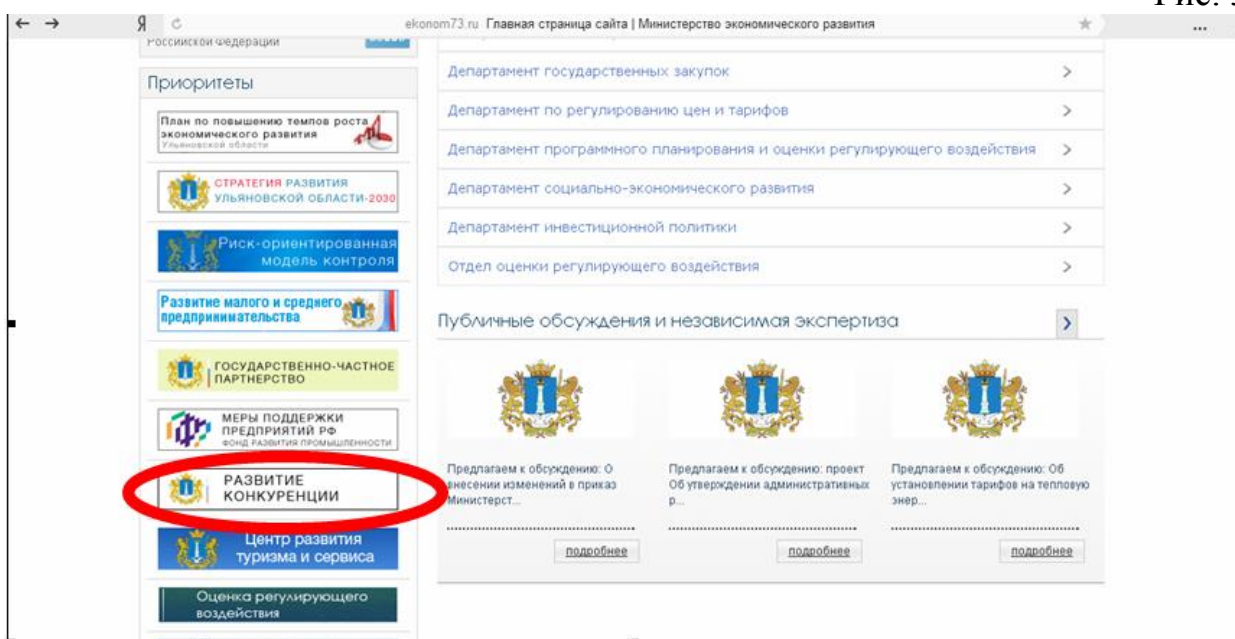 Рис.
Я
ekonom73.ru Главная страница сайта | Министерство экономического развития
...
Российской Федерации
Приоритеты
План по повышению темпов роста
экономического развития
Ульяновской области
СТРАТЕГИЯ РАЗВИТИЯ
УЛЬЯНОВСКОЙ ОБЛАСТИ-2030
Риск-ориентированная
модель контроля
Развитие малого и среднего
предпринимательства
ГОСУДАРСТВЕННО-ЧАСТНОЕ
ПАРТНЕРСТВО
МЕРЫ ПОДДЕРЖКИ
ПРЕДПРИЯТИЙ РФ
ФОНД РАЗВИТИЯ ПРОМЫШЛЕННОСТИ
РАЗВИТИЕ
КОНКУРЕНЦИИ
Центр развития
туризма и сервиса
Оценка регулирующего
воздействия
Департамент государственных закупок
Департамент по регулированию цен и тарифов
Департамент программного планирования и оценки регулирующего воздействия
Департамент социально-экономического развития
Департамент инвестиционной политики
Отдел оценки регулирующего воздействия
Публичные обсуждения и независимая экспертиза
Предлагаем к обсуждению: О
внесении изменений в приказ
Министерст...
подробнее
Предлагаем к обсуждению: проект
Об утверждении административных
р...
подробнее
Предлагаем к обсуждению: Об
установлении тарифов на тепловую
энер...
подробнее